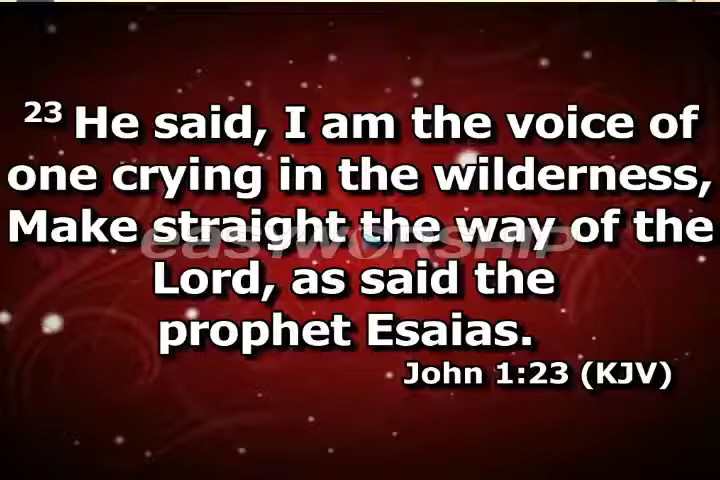 23 He said, I am the voice of
one crying in the wilderness,
Make straight the way of the
EASYWORSHIP
Lord, as said the
prophet Esaias.
John 1:23 (KJV)